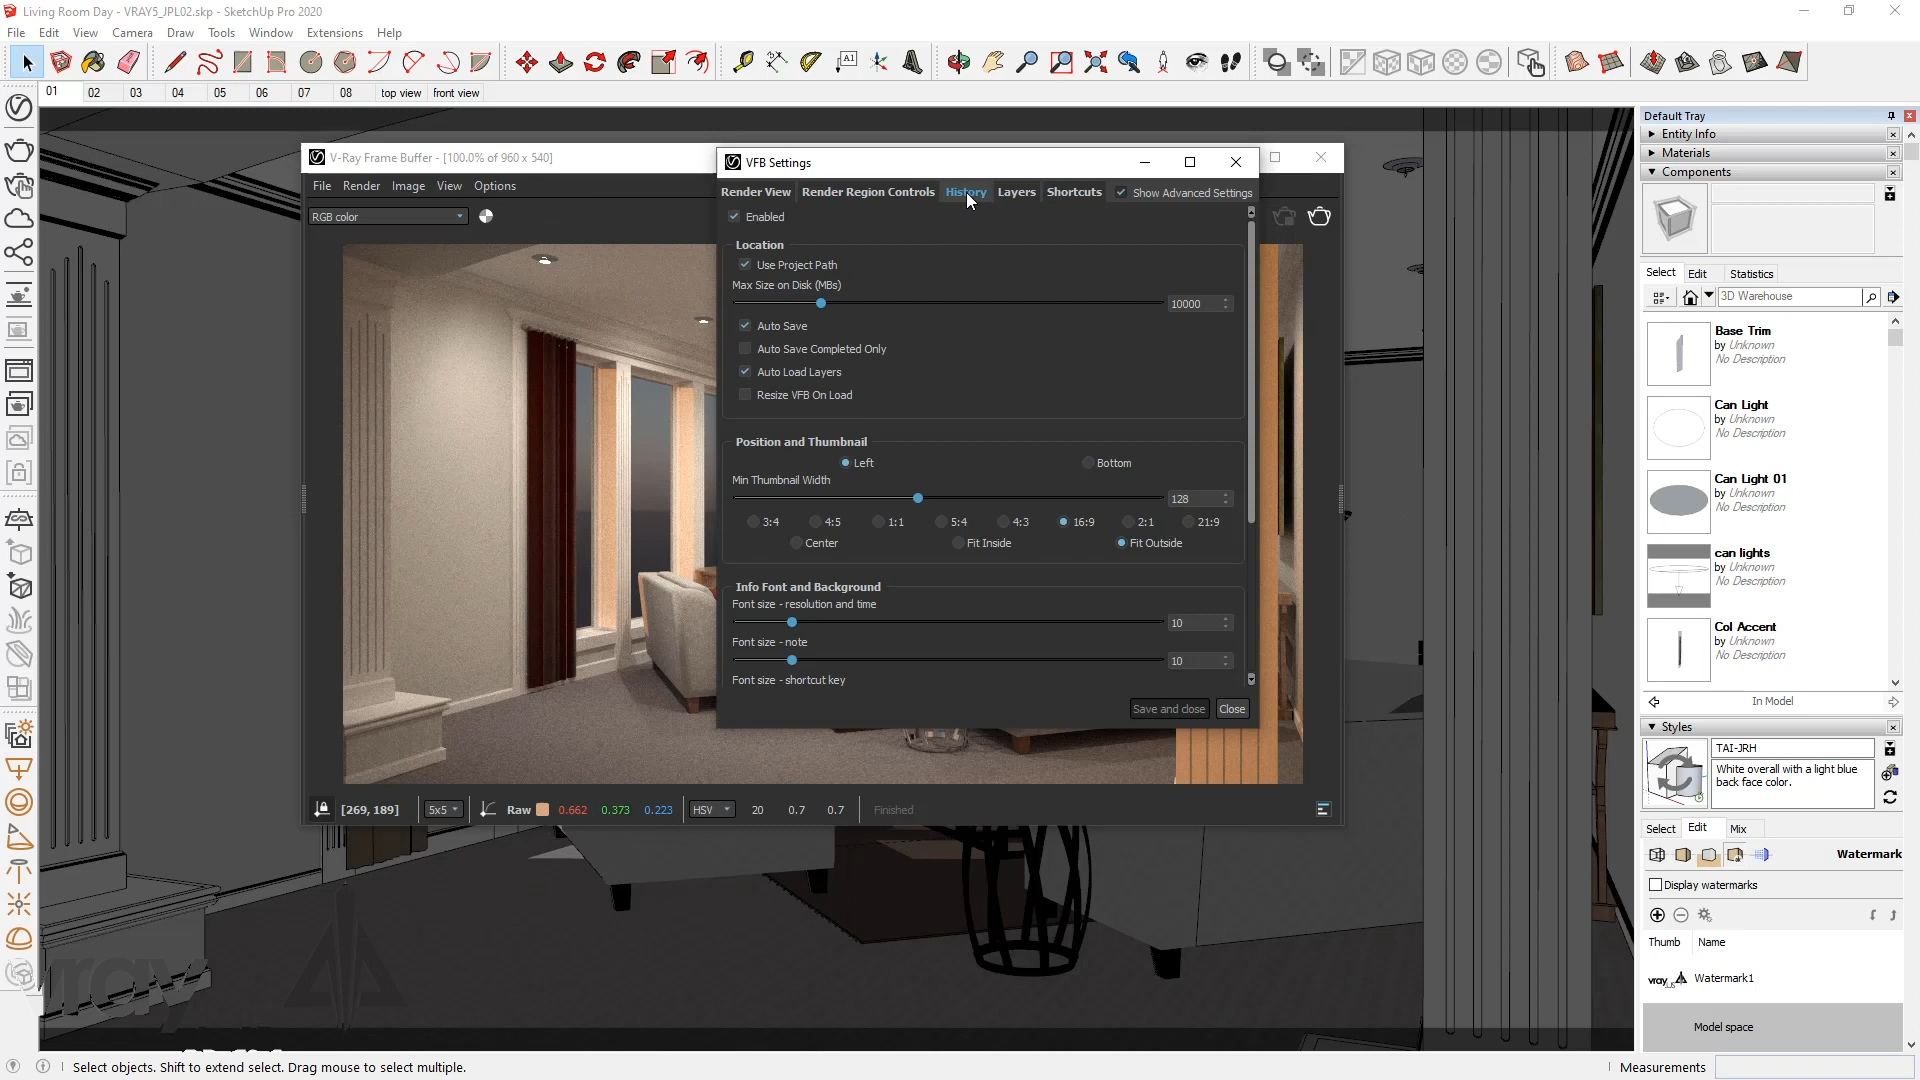 Living Room Day - VRAY5_JPL02.skp - SketchUp Pro 2020
File Edit View Camera Draw Tools Window Extensions Help
A1
01 02 03 04 05 06 07 08 top view front view
V-Ray Frame Buffer - [100.0% of 960 x 540]
File Render Image View Options
RGB color
VFB Settings
Render View Render Region Controls History Layers Shortcuts Show Advanced Settings
Enabled
Location
Use Project Path
Max Size on Disk (MBs)
10000
Auto Save
Auto Save Completed Only
Auto Load Layers
Resize VFB On Load
Position and Thumbnail
Left Bottom
Min Thumbnail Width
128
3:4 4:5 1:1 5:4 4:3 16:9 2:1 21:9
Center Fit Inside Fit Outside
Info Font and Background
Font size - resolution and time
10
Font size - note
10
Font size - shortcut key
Save and close Close
[269, 189] 5x5 Raw 0.662 0.373 0.223 HSV 20 0.7 0.7 Finished
Default Tray
Entity Info
Materials
Components
Select Edit Statistics
3D Warehouse
Base Trim
by Unknown
No Description
Can Light
by Unknown
No Description
Can Light 01
by Unknown
No Description
can lights
by Unknown
No Description
Col Accent
by Unknown
No Description
In Model
Styles
TAI-JRH
White overall with a light blue
back face color.
Select Edit Mix
Watermark
Display watermarks
Thumb Name
vray Watermark1
Model space
vray
Select objects. Shift to extend select. Drag mouse to select multiple.
Measurements